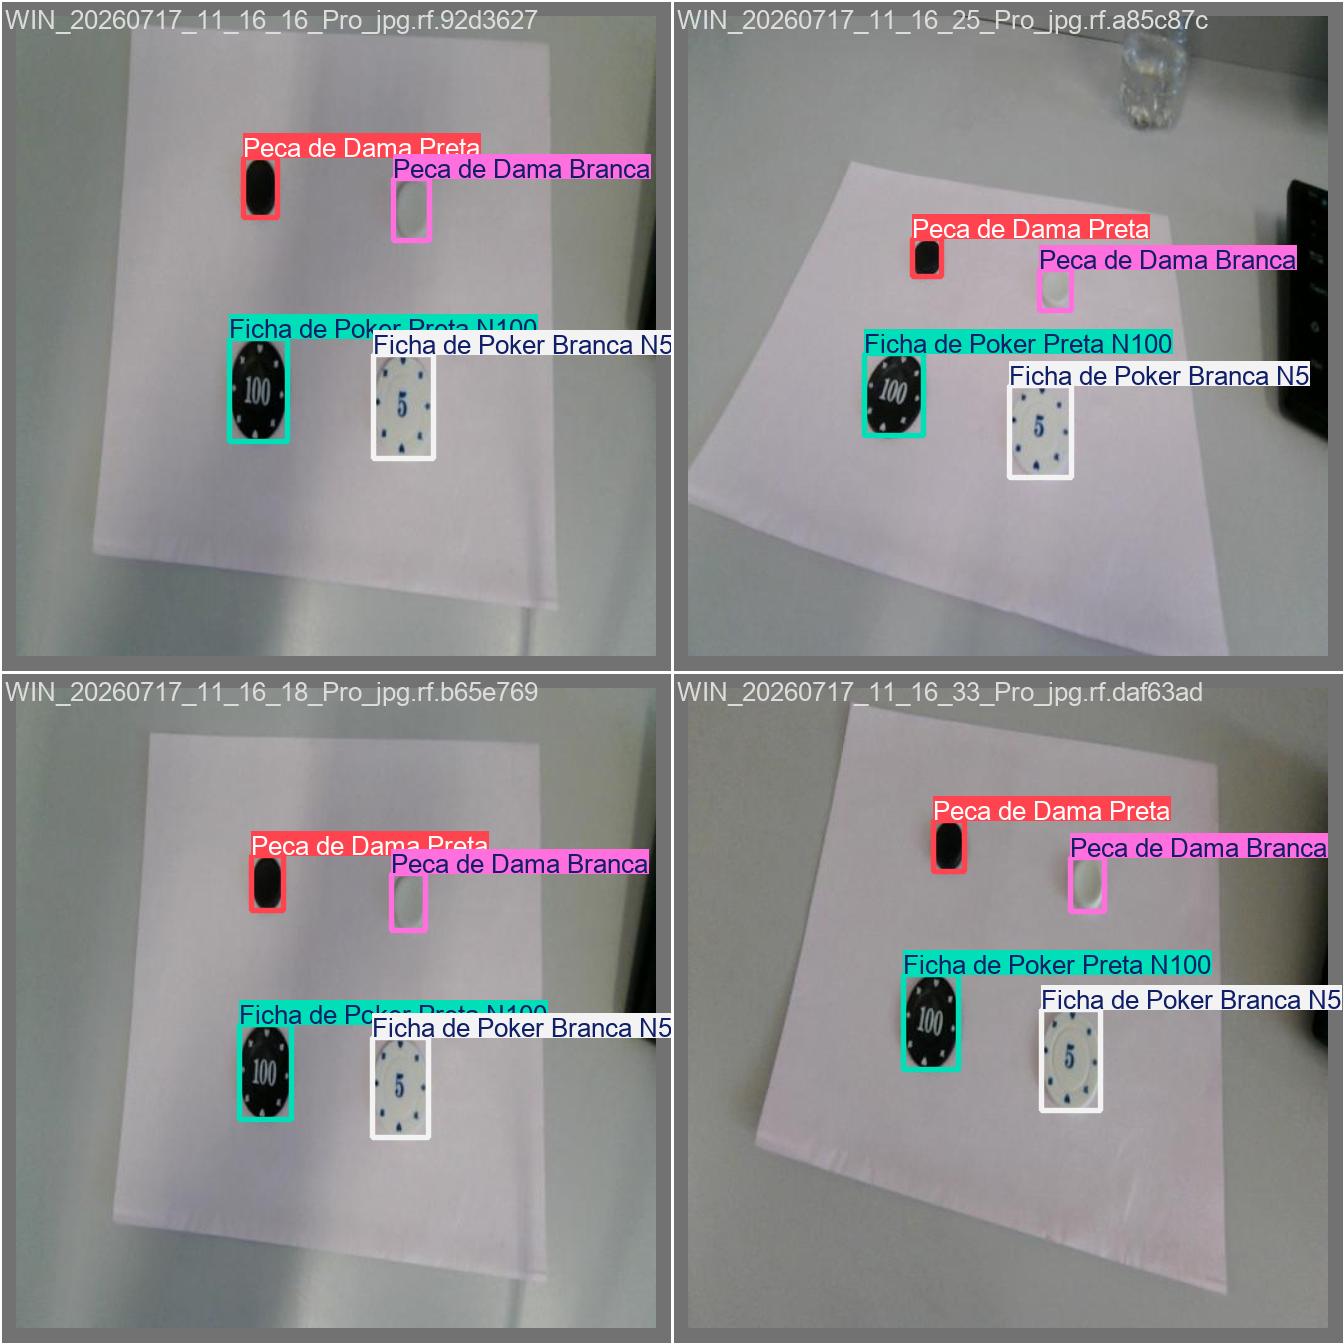 WIN_20260717_11_16_16_Pro_jpg.rf.92d3627
Peca de Dama Preta
Peca de Dama Branca
Ficha de Poker Preta N100
Ficha de Poker Branca N5
100
5
WIN_20260717_11_16_25_Pro_jpg.rf.a85c87c
Peca de Dama Preta
Peca de Dama Branca
Ficha de Poker Preta N100
Ficha de Poker Branca N5
100
5
WIN_20260717_11_16_18_Pro_jpg.rf.b65e769
Peca de Dama Preta
Peca de Dama Branca
Ficha de Poker Preta N100
Ficha de Poker Branca N5
100
5
WIN_20260717_11_16_33_Pro_jpg.rf.daf63ad
Peca de Dama Preta
Peca de Dama Branca
Ficha de Poker Preta N100
Ficha de Poker Branca N5
100
5